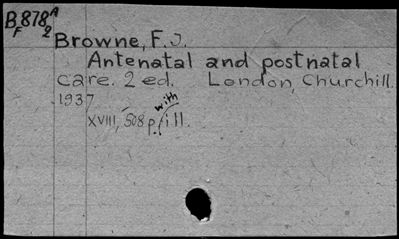 B878A
F 2
Browne, F.J.
Antenatal and postnatal
care. 2 ed. London, Churchill.
1937
with
XVIII, 508 p. ill.